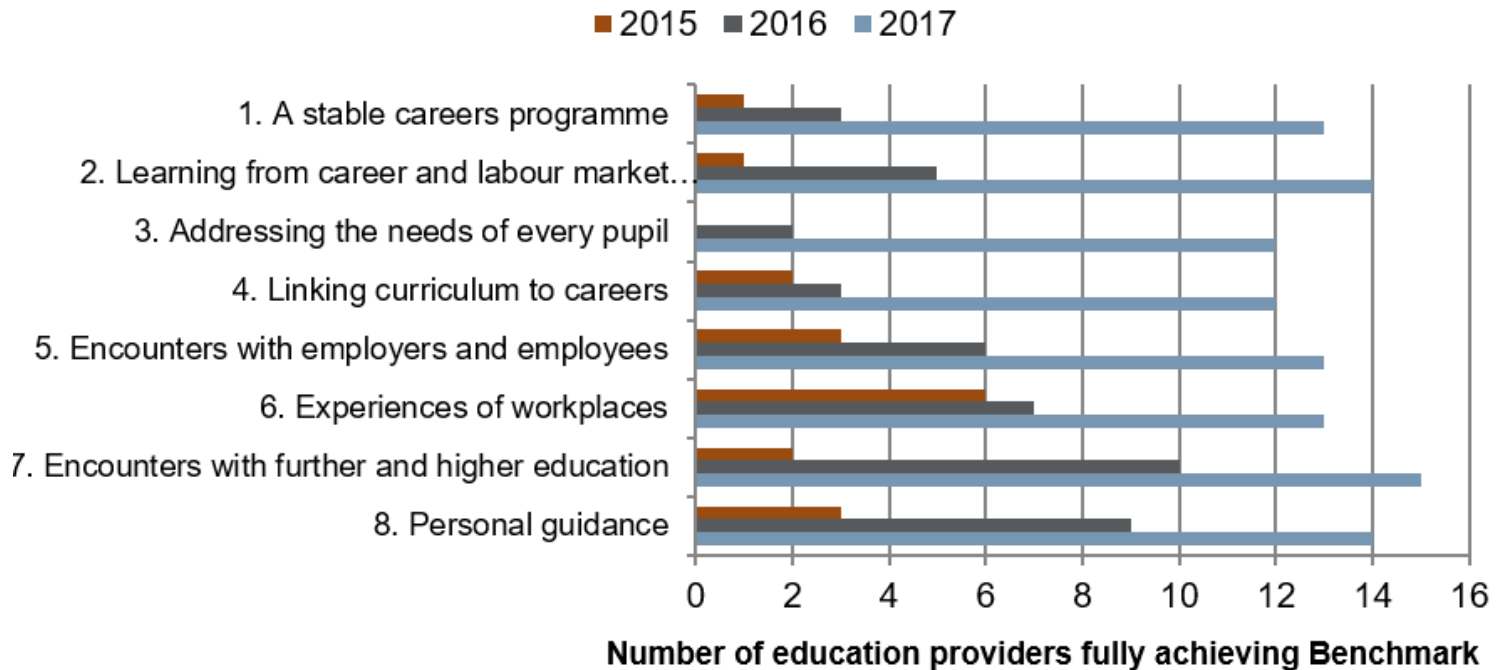 2015 2016 2017
1. A stable careers programme
2. Learning from career and labour market…
3. Addressing the needs of every pupil
4. Linking curriculum to careers
5. Encounters with employers and employees
6. Experiences of workplaces
7. Encounters with further and higher education
8. Personal guidance
0 2 4 6 8 10 12 14 16
Number of education providers fully achieving Benchmark